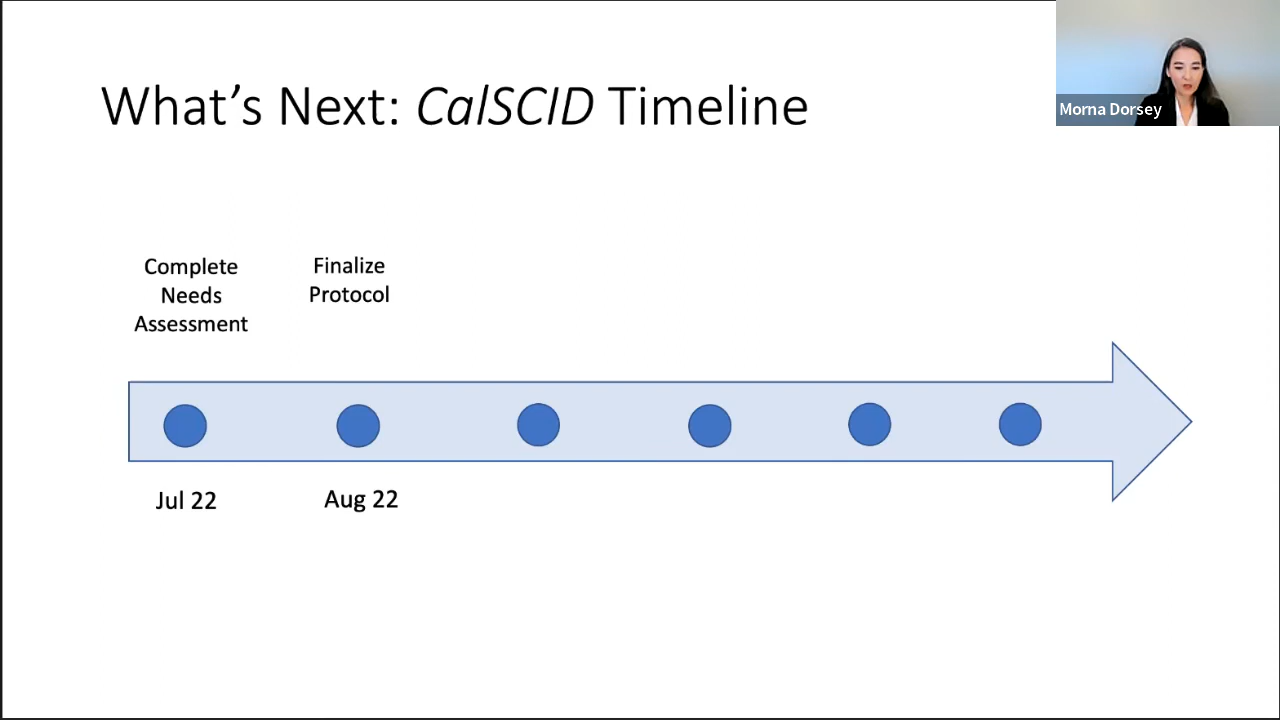 What’s Next: CalSCID Timeline
Morna Dorsey
Complete
Needs
Assessment
Finalize
Protocol
Jul 22
Aug 22